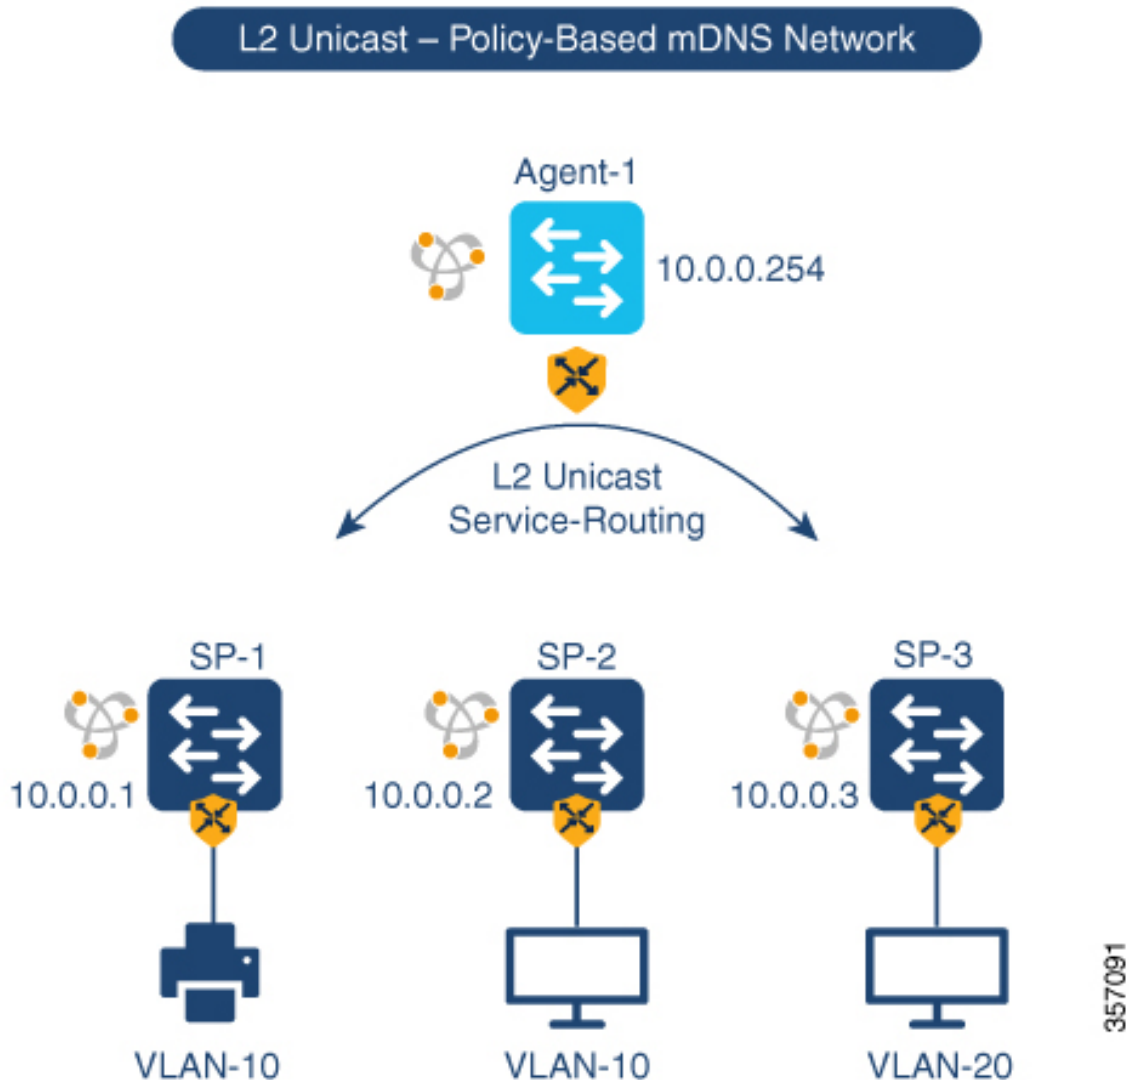 L2 Unicast – Policy-Based mDNS Network
Agent-1
10.0.0.254
L2 Unicast
Service-Routing
SP-1
SP-2
SP-3
10.0.0.1
10.0.0.2
10.0.0.3
VLAN-10
VLAN-10
VLAN-20
357091